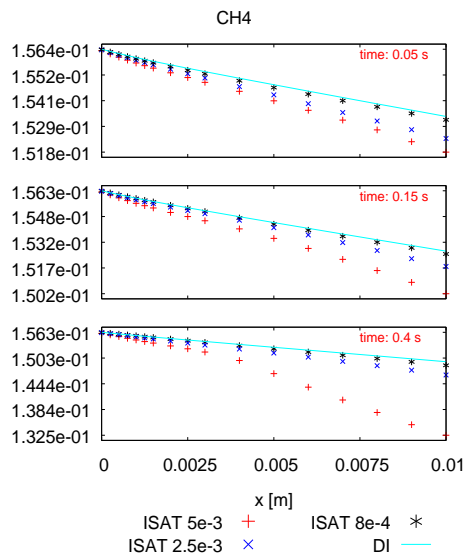 CH4
1.564e-01
1.552e-01
1.541e-01
1.529e-01
1.518e-01
time: 0.05 s
1.563e-01
1.548e-01
1.532e-01
1.517e-01
1.502e-01
time: 0.15 s
1.563e-01
1.503e-01
1.444e-01
1.384e-01
1.325e-01
time: 0.4 s
0 0.0025 0.005 0.0075 0.01
x [m]
ISAT 5e-3 ISAT 8e-4
ISAT 2.5e-3 DI